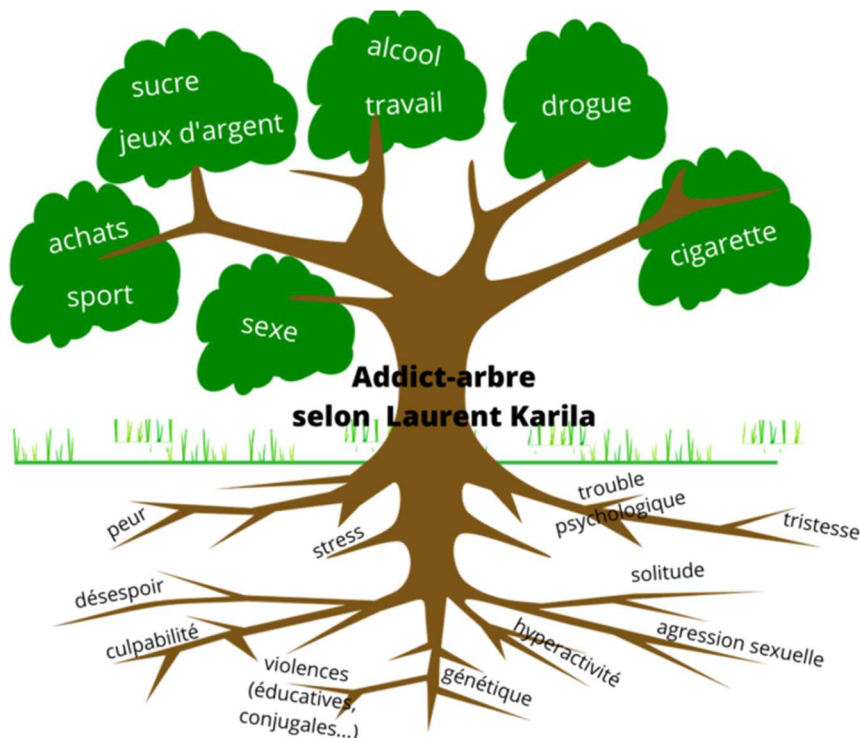 alcool
travail
sucre
jeux d'argent
drogue
achats
sport
cigarette
sexe
Addict-arbre
selon Laurent Karila
peur
stress
trouble
psychologique
tristesse
désespoir
solitude
culpabilité
hyperactivité
agression sexuelle
violences
(éducatives,
conjugales...)
génétique